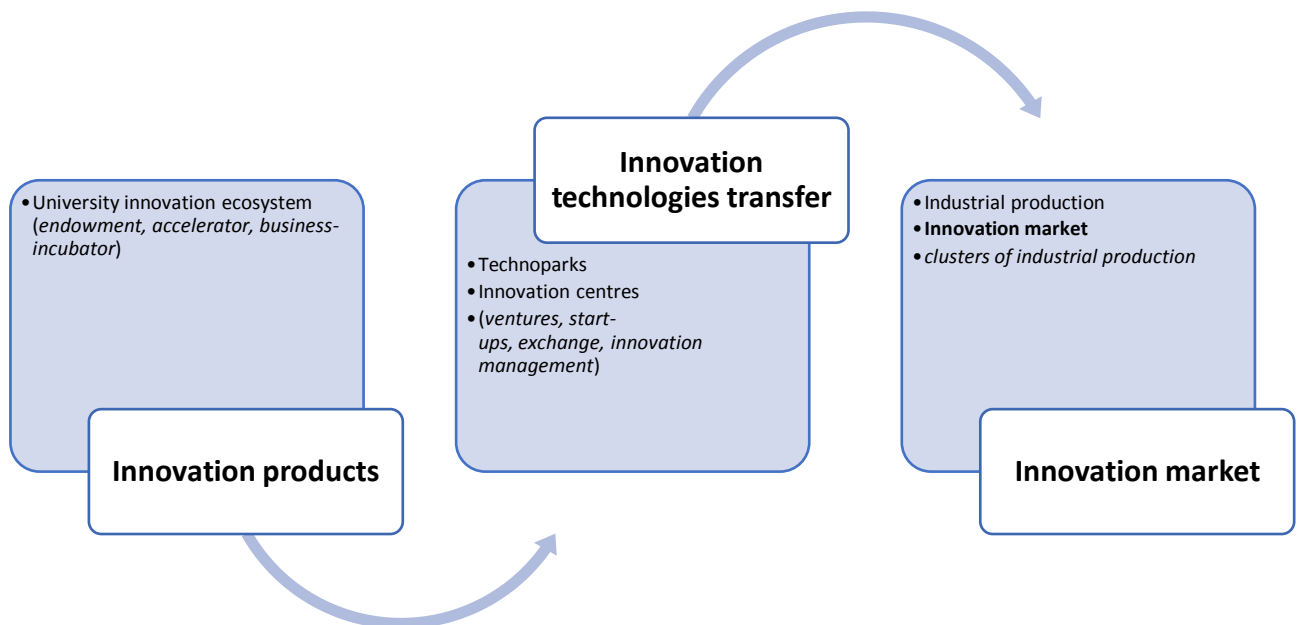 •University innovation ecosystem
(endowment, accelerator, business-
incubator)
Innovation products
Innovation
technologies transfer
•Technoparks
•Innovation centres
•(ventures, start-
ups, exchange, innovation
management)
•Industrial production
•Innovation market
•clusters of industrial production
Innovation market